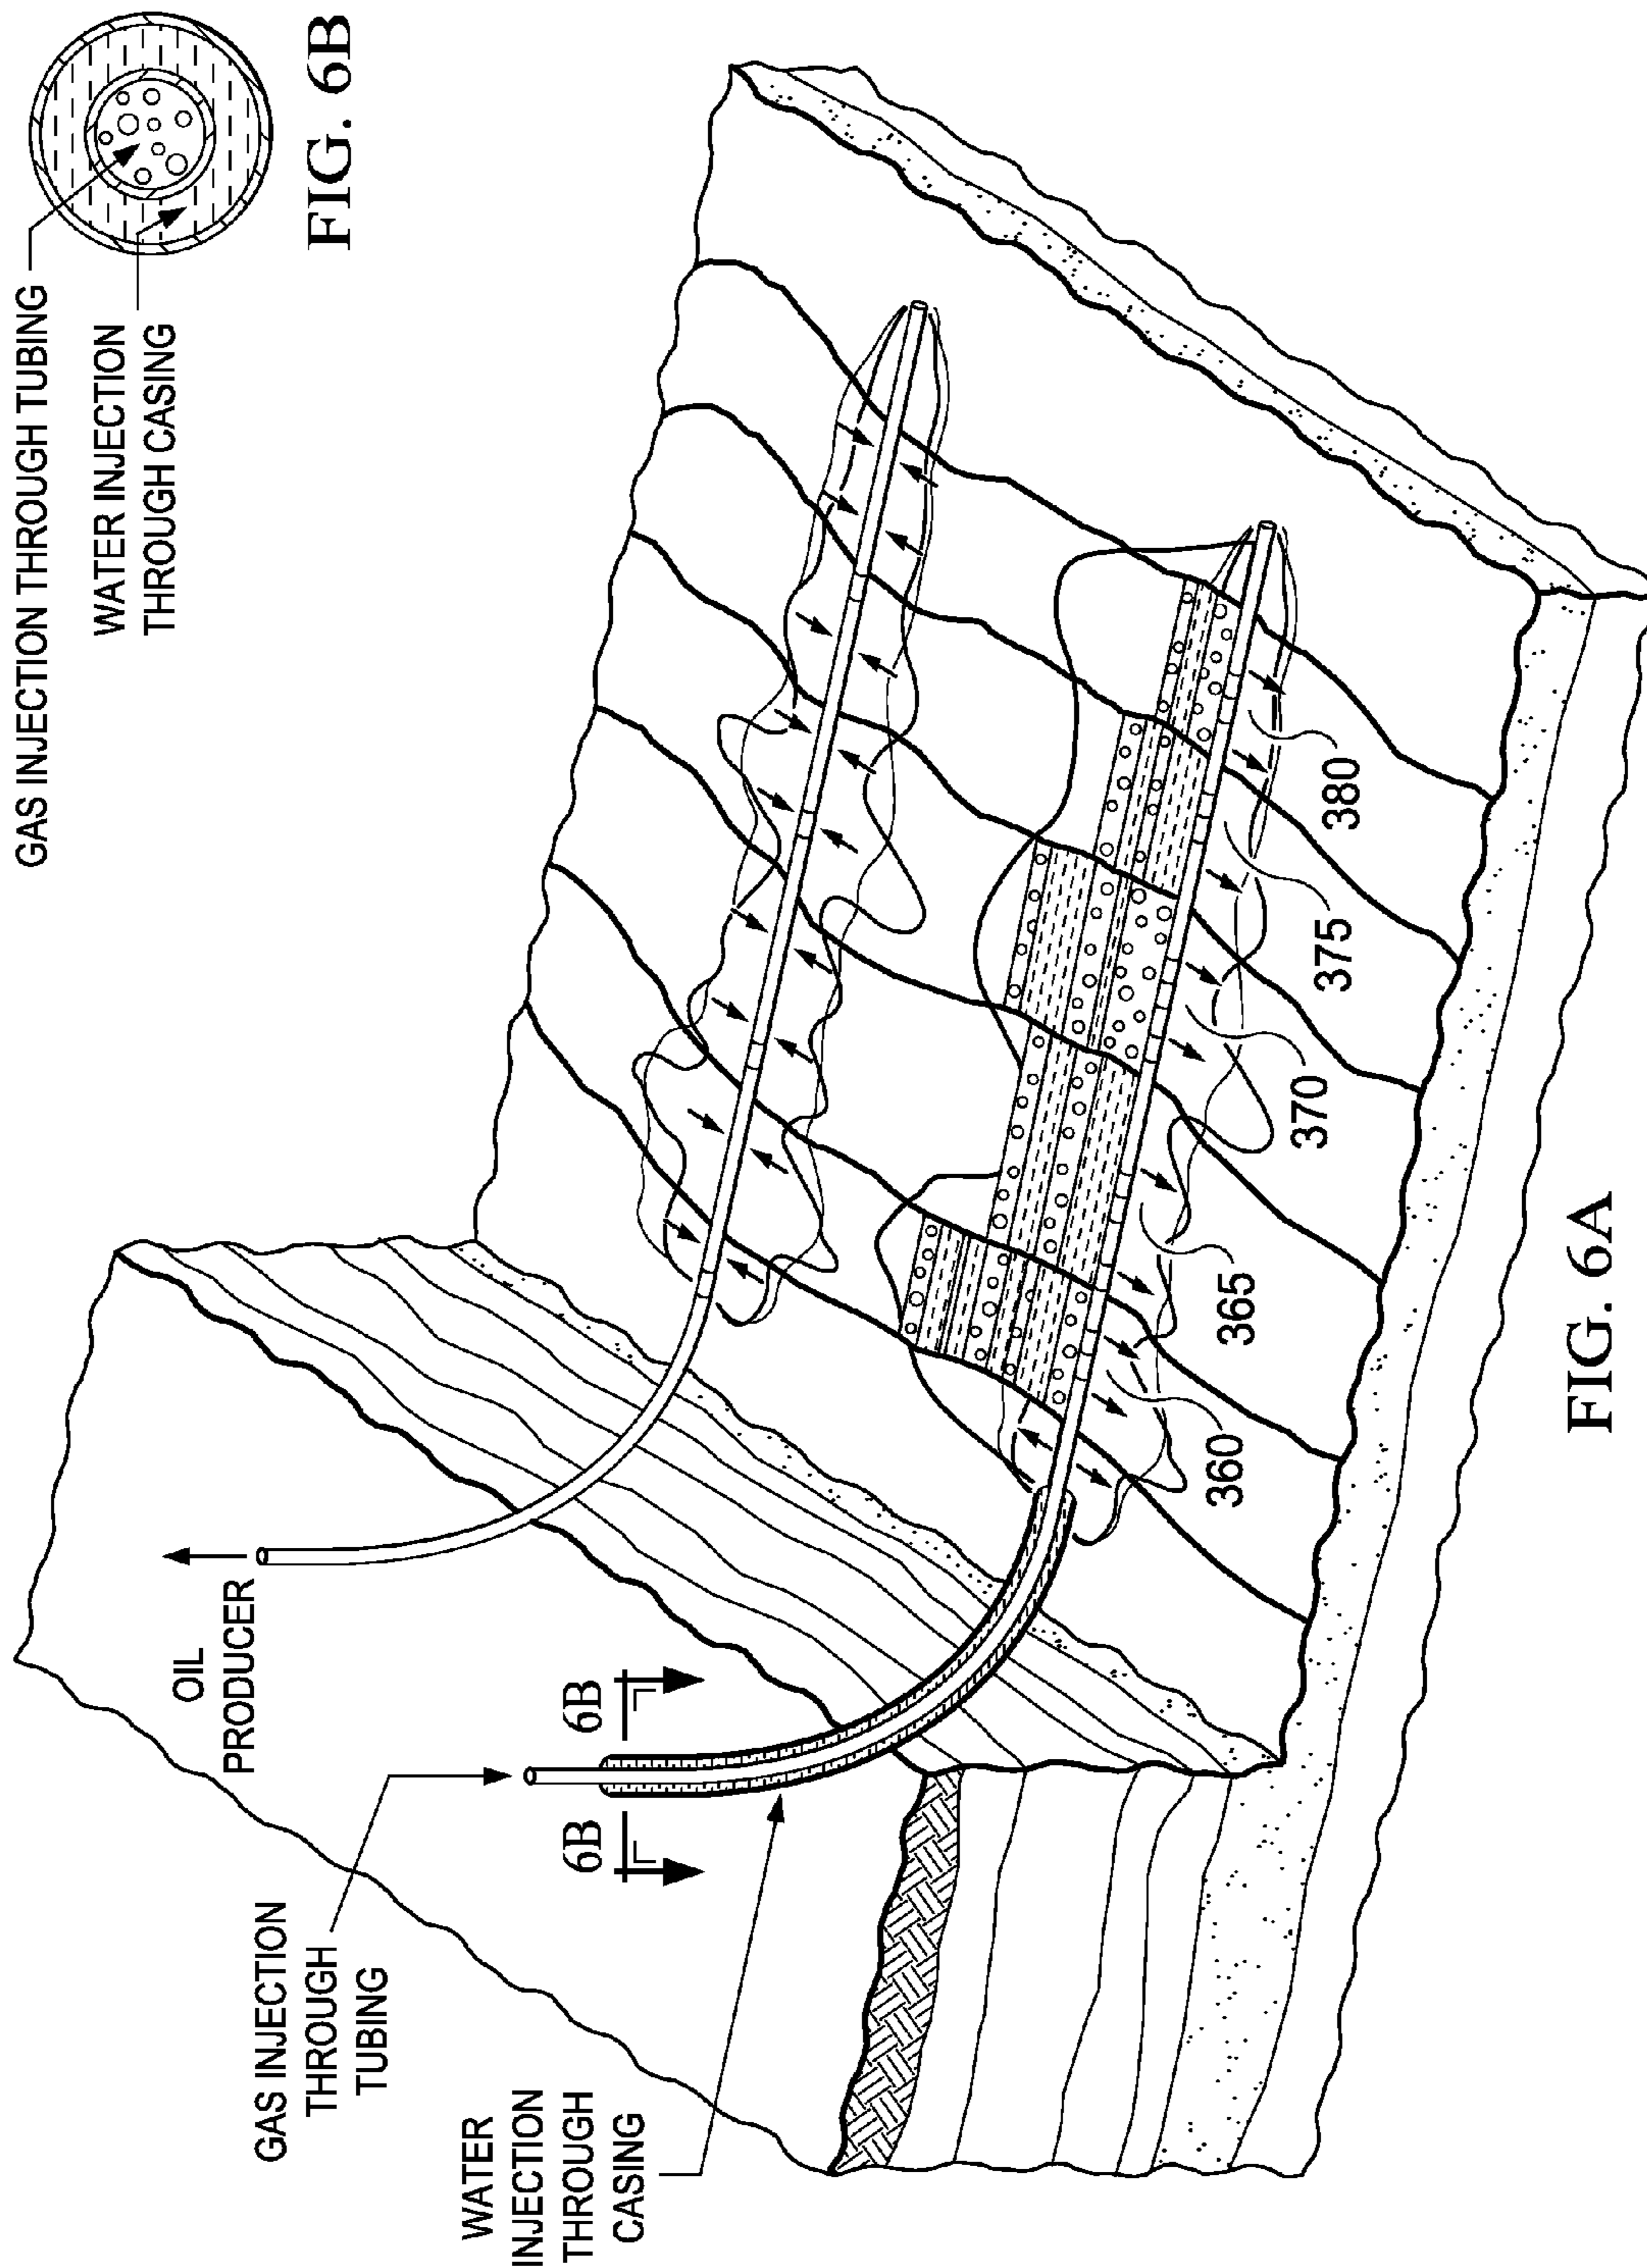 GAS INJECTION THROUGH TUBING
WATER INJECTION
THROUGH CASING
FIG. 6B
OIL
PRODUCER
GAS INJECTION
THROUGH
TUBING
WATER
INJECTION
THROUGH
CASING
6B
6B
360
365
370
375
380
FIG. 6A